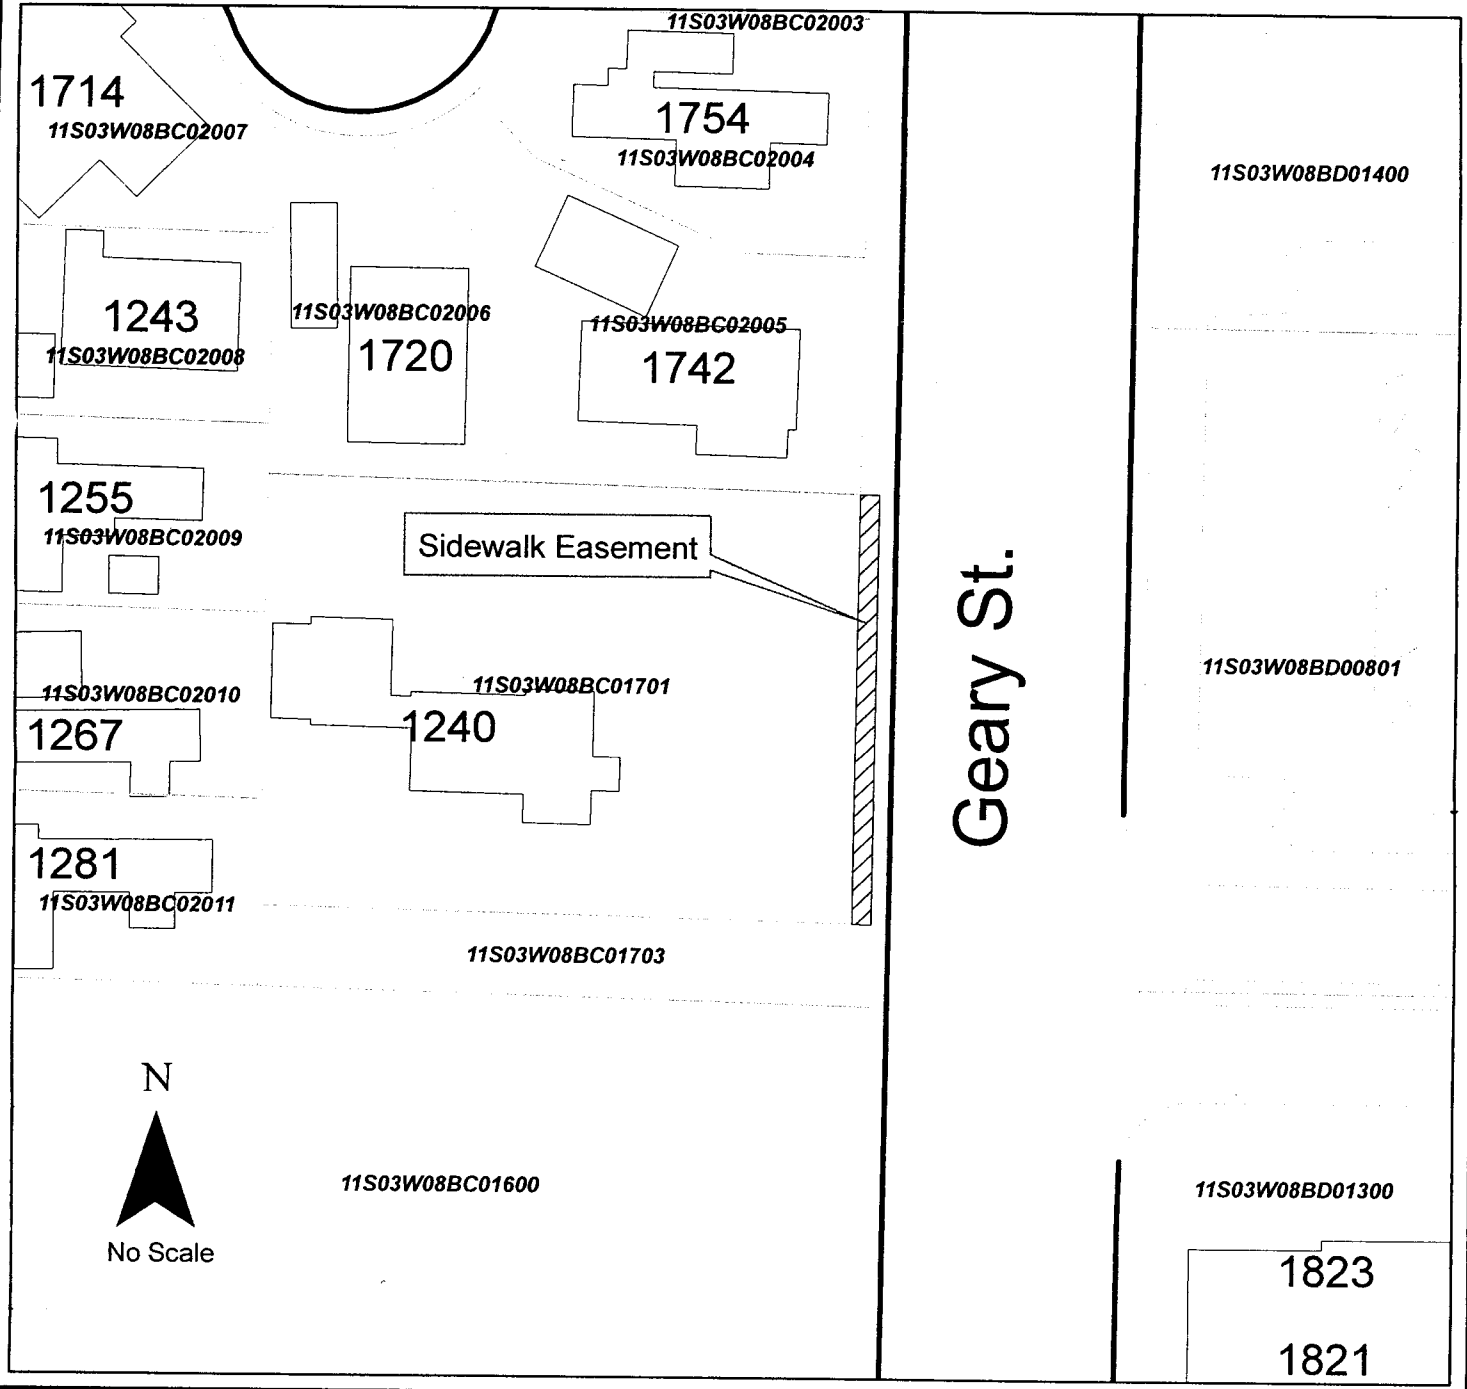 11S03W08BC02003
1714
11S03W08BC02007
1754
11S03W08BC02004
11S03W08BD01400
1243
11S03W08BC02008
11S03W08BC02006
1720
11S03W08BC02005
1742
1255
11S03W08BC02009
Sidewalk Easement
Geary St.
11S03W08BC02010
1267
11S03W08BC01701
1240
11S03W08BD00801
1281
11S03W08BC02011
11S03W08BC01703
N
No Scale
11S03W08BC01600
11S03W08BD01300
1823
1821